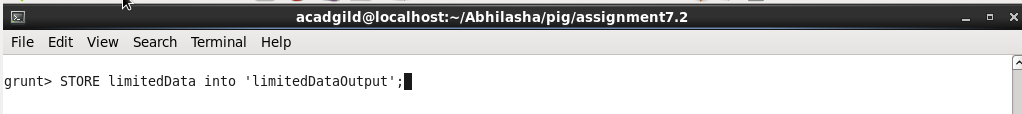 acadgild@localhost:~/Abhilasha/pig/assignment7.2
File Edit View Search Terminal Help
grunt> STORE limitedData into 'limitedDataOutput';